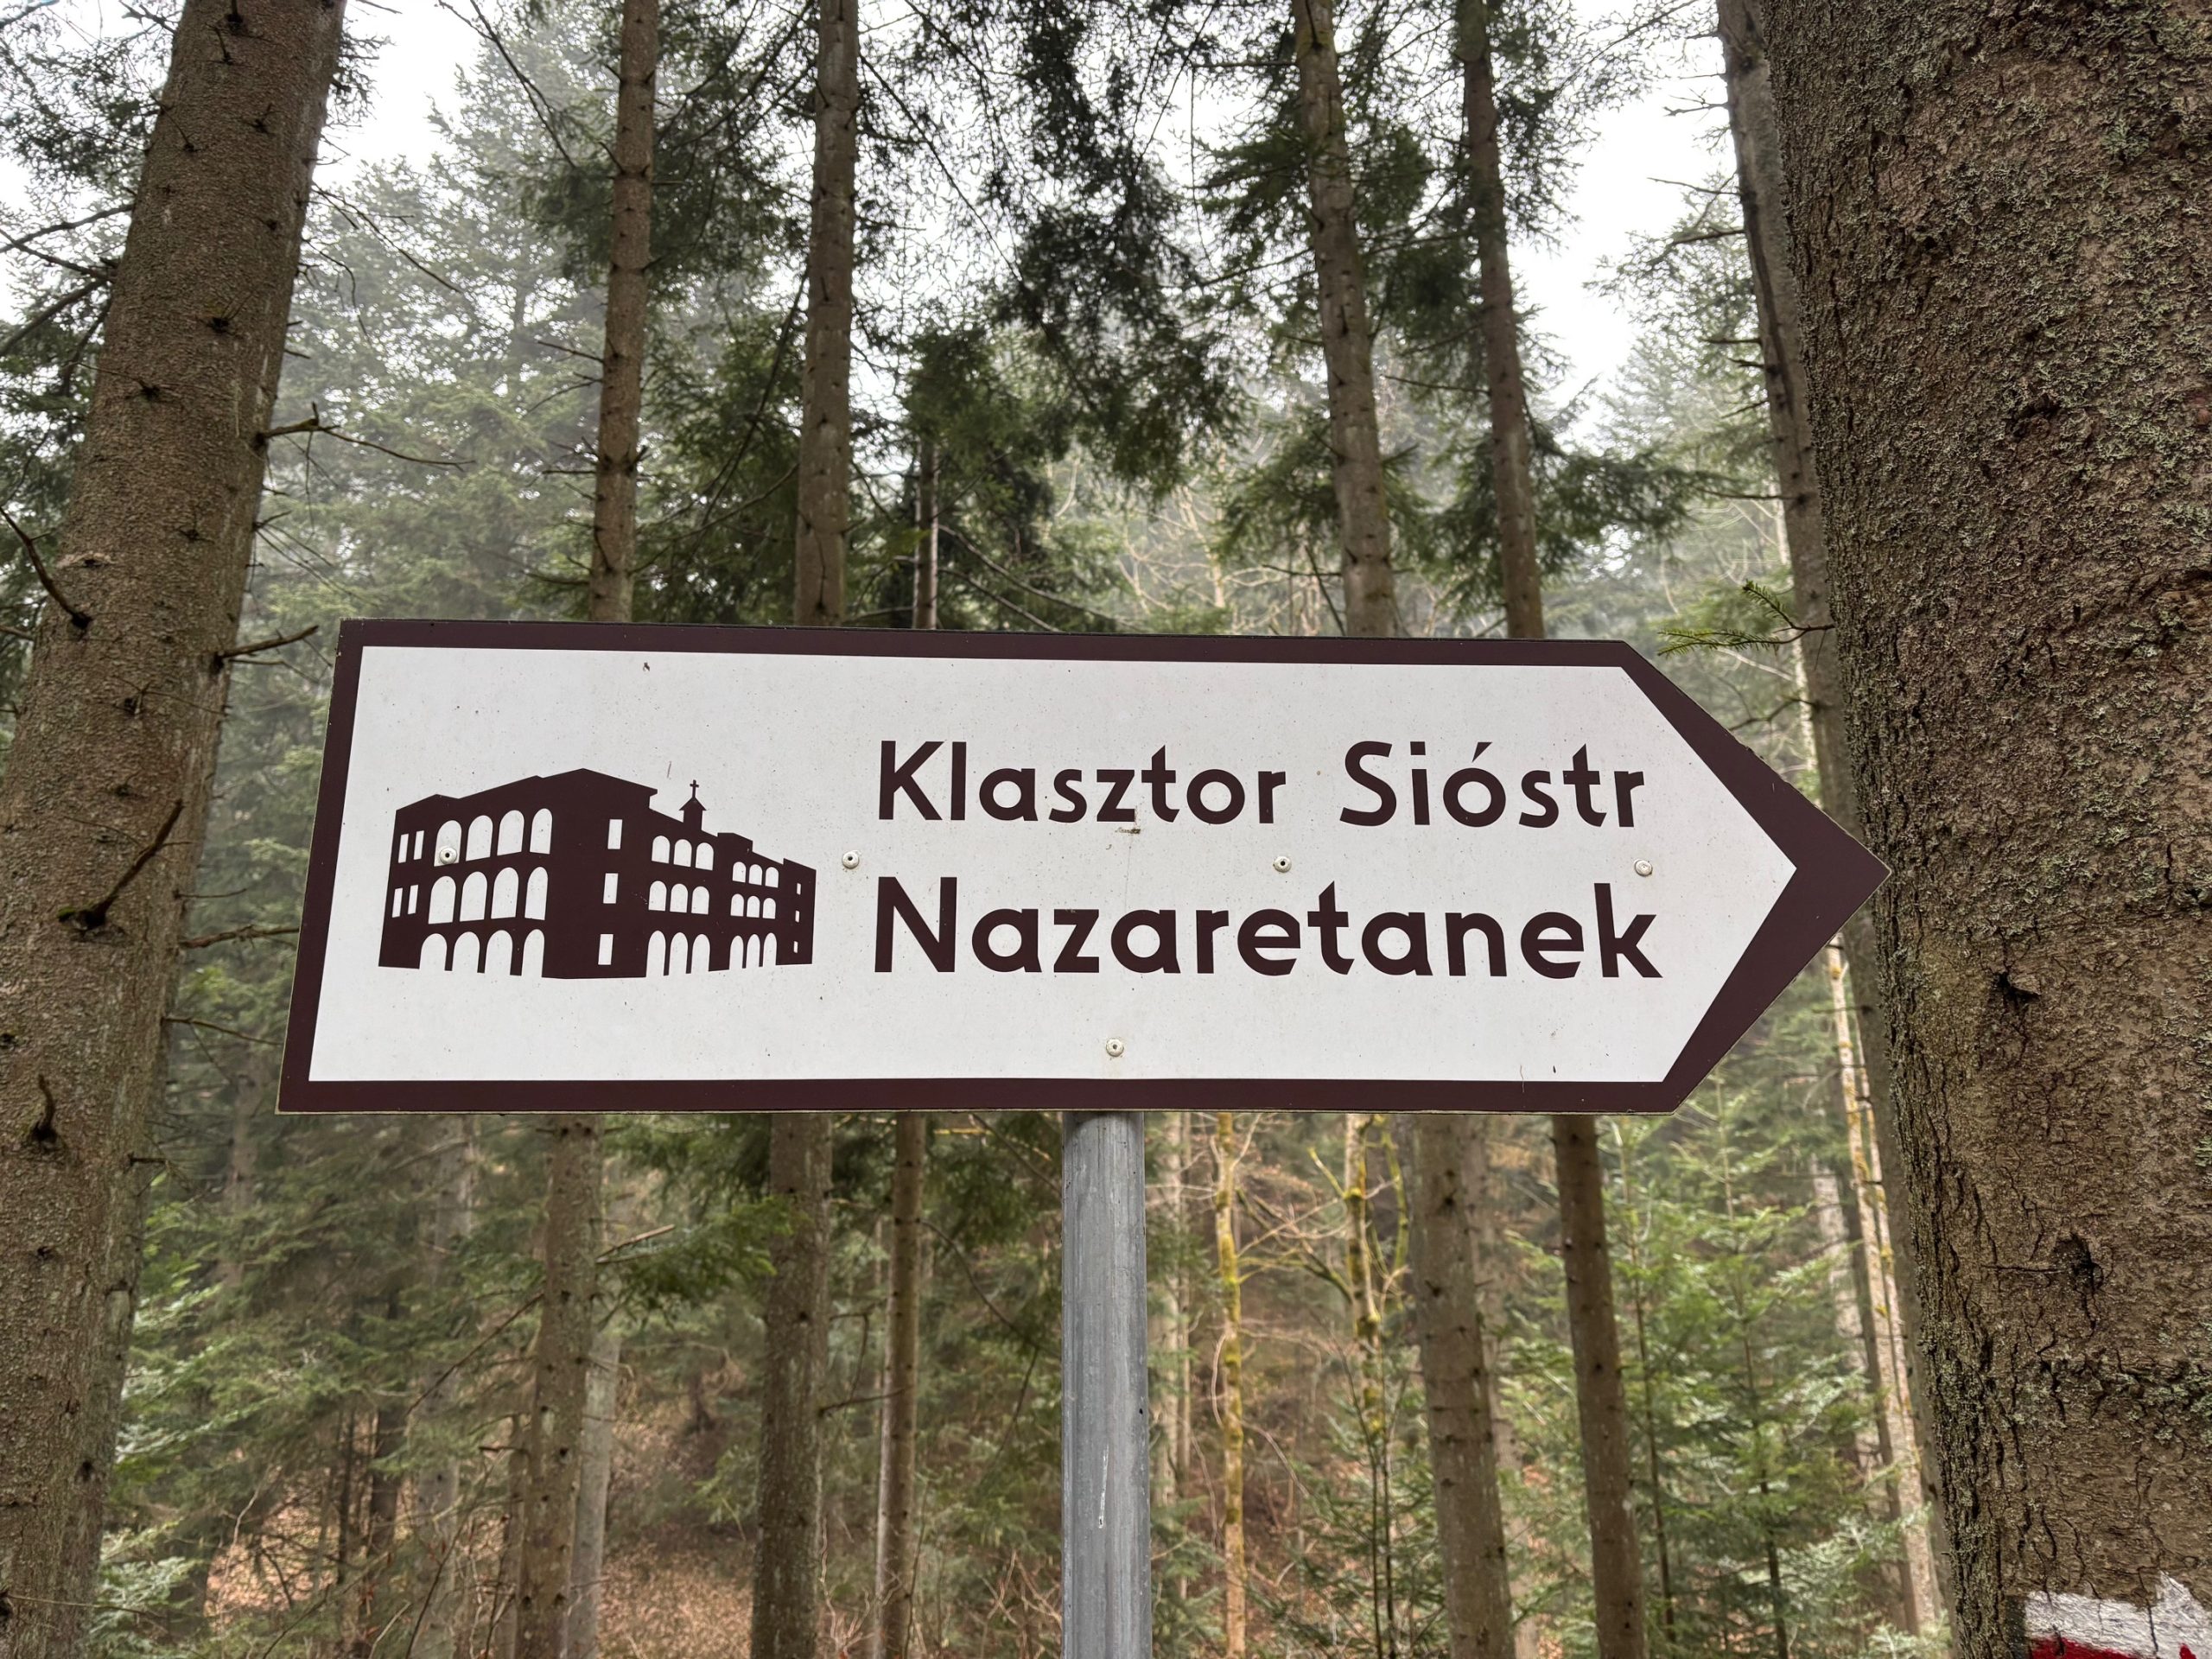 Klasztor Sióstr
Nazaretanek